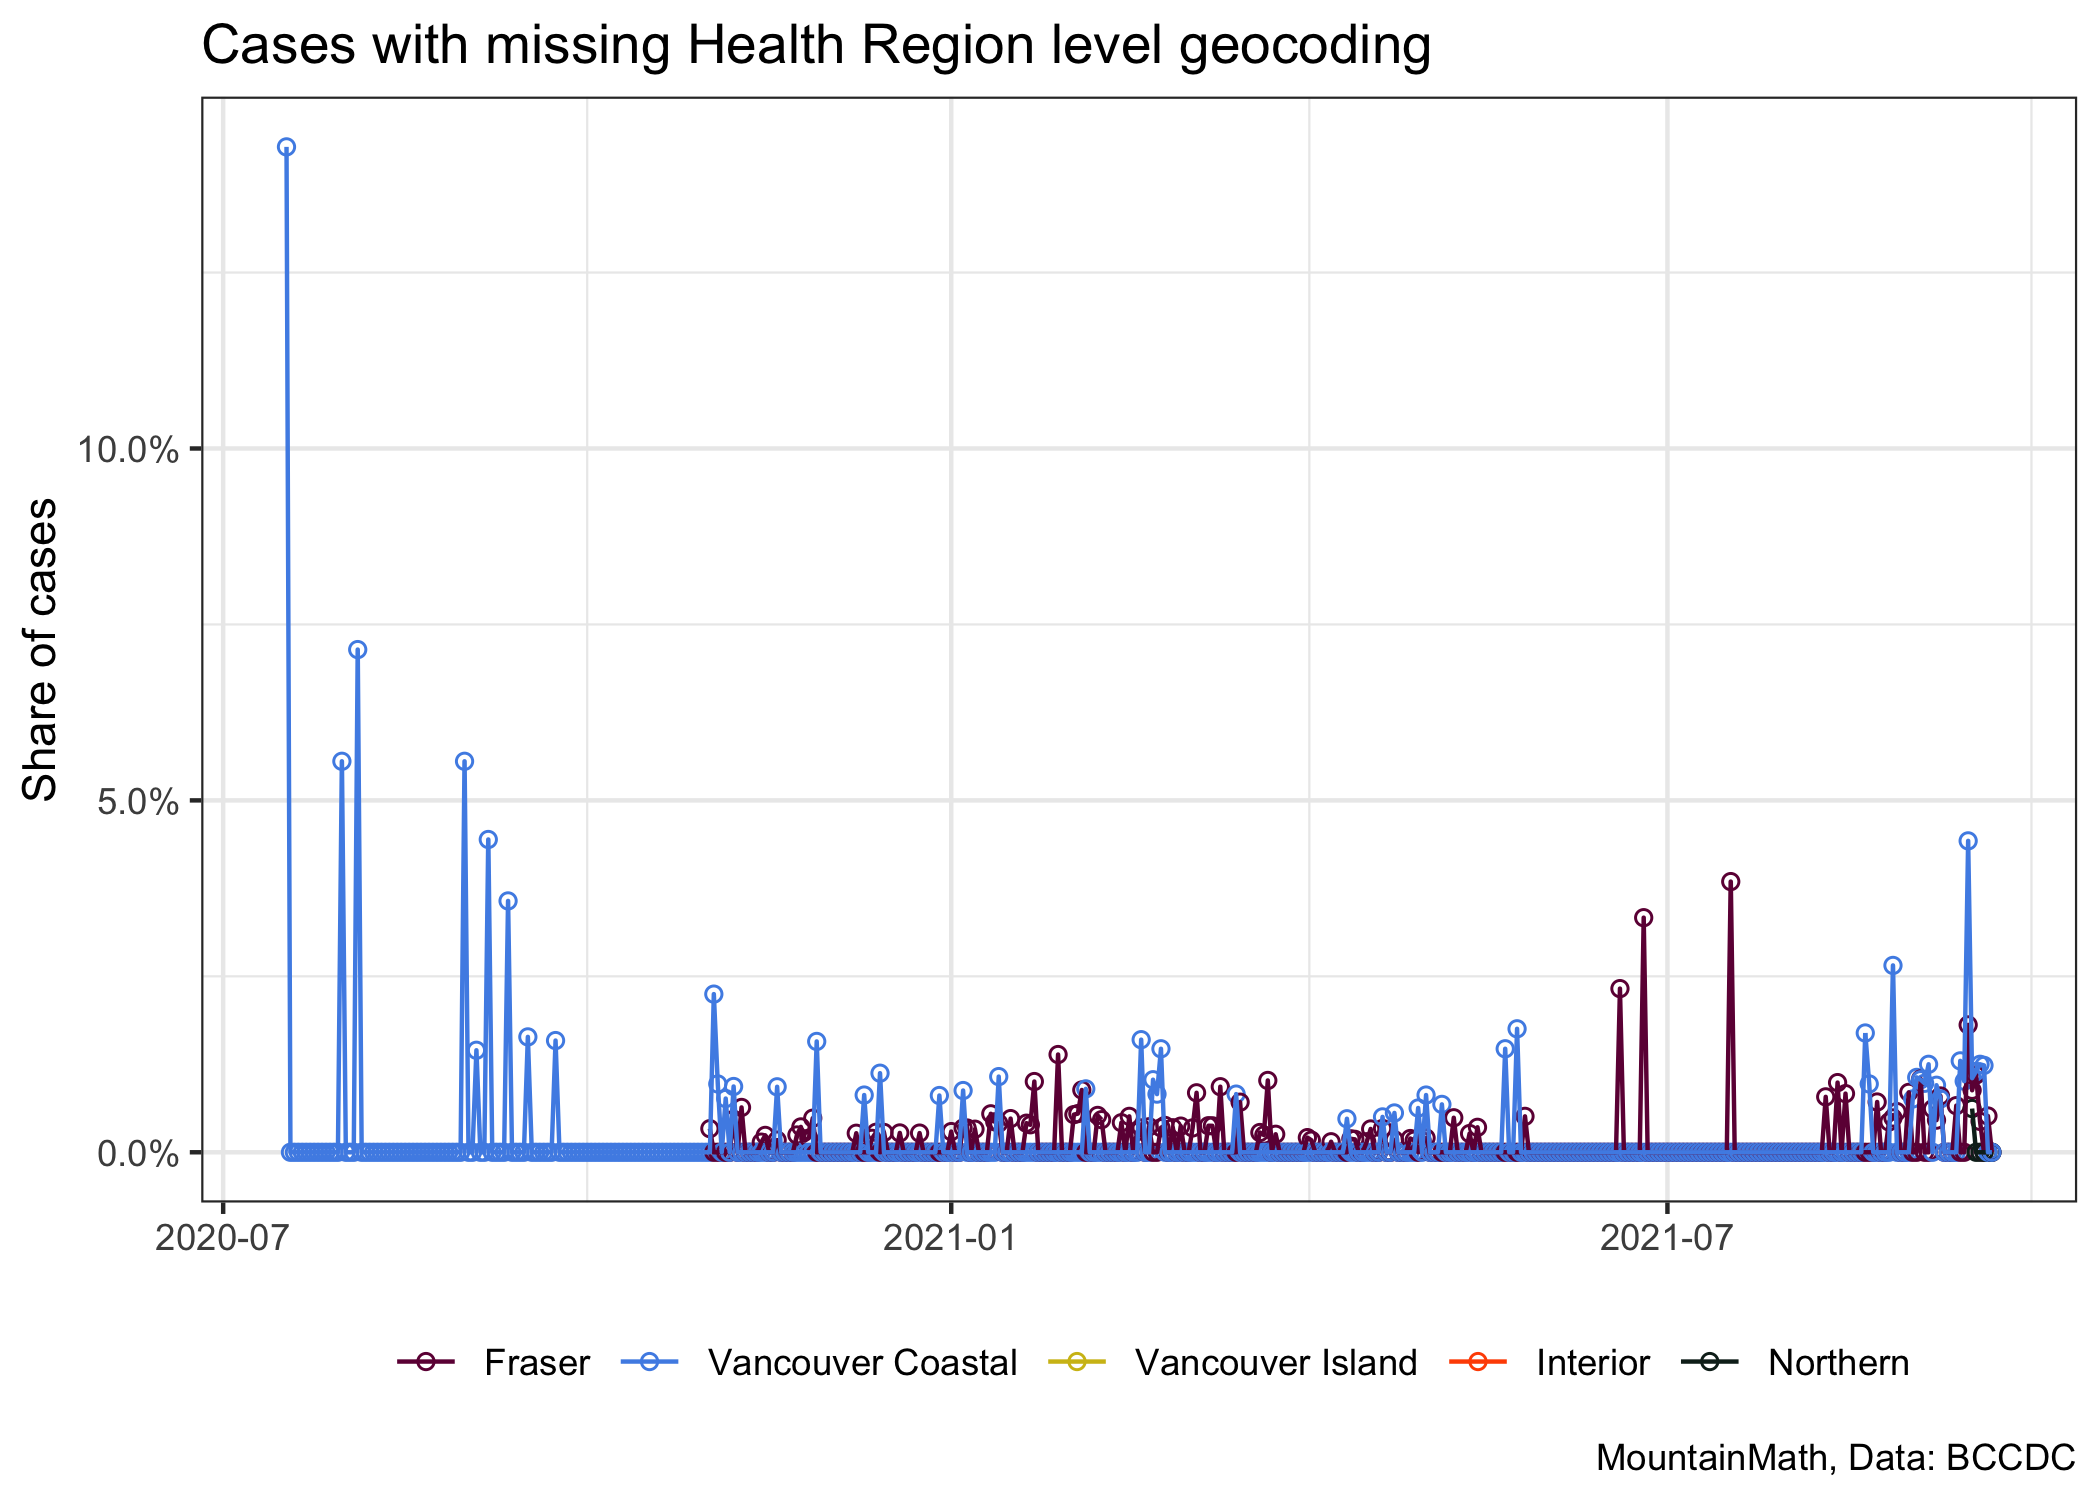 Cases with missing Health Region level geocoding
Share of cases
10.0%
5.0%
0.0%
2020-07
2021-01
2021-07
Fraser
Vancouver Coastal
Vancouver Island
Interior
Northern
MountainMath, Data: BCCDC